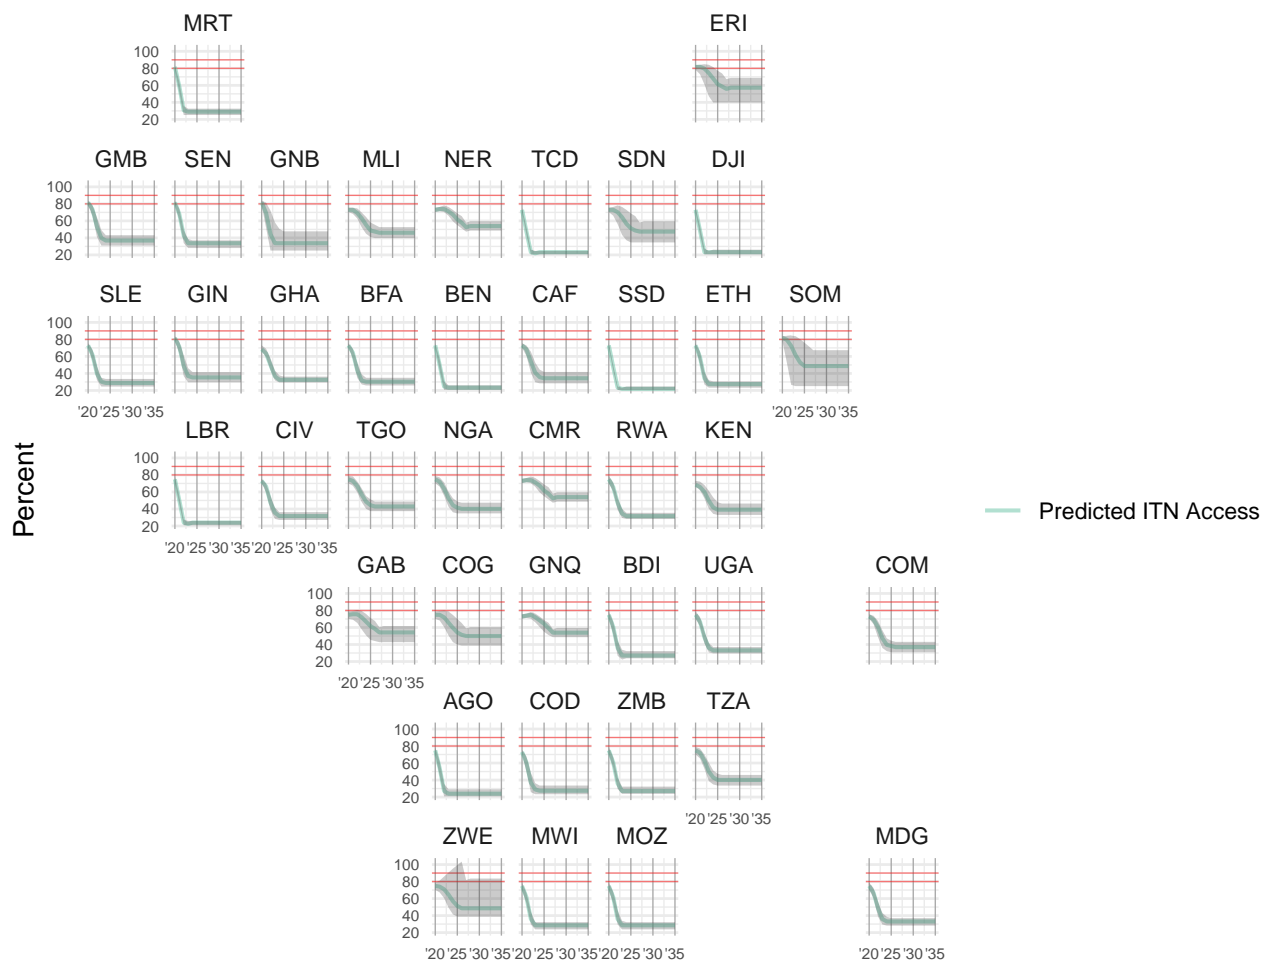 MRT ERI
100
80
60
40
20
GMB SEN GNB MLI NER TCD SDN DJI
100
80
60
40
20
SLE GIN GHA BFA BEN CAF SSD ETH SOM
100
80
60
40
20
'20 '25 '30 '35 '20 '25 '30 '35
LBR CIV TGO NGA CMR RWA KEN
100
80
60
40
20
'20 '25 '30 '35 '20 '25 '30 '35
GAB COG GNQ BDI UGA COM
100
80
60
40
20
'20 '25 '30 '35
AGO COD ZMB TZA
100
80
60
40
20
'20 '25 '30 '35
ZWE MWI MOZ MDG
100
80
60
40
20
'20 '25 '30 '35 '20 '25 '30 '35 '20 '25 '30 '35 '20 '25 '30 '35
Percent
Predicted ITN Access